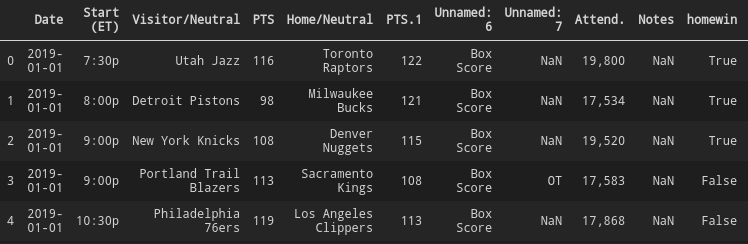 Date Start (ET) Visitor/Neutral PTS Home/Neutral PTS.1 Unnamed: 6 Unnamed: 7 Attend. Notes homewin
0 2019-01-01 7:30p Utah Jazz 116 Toronto Raptors 122 Box Score NaN 19,800 NaN True
1 2019-01-01 8:00p Detroit Pistons 98 Milwaukee Bucks 121 Box Score NaN 17,534 NaN True
2 2019-01-01 9:00p New York Knicks 108 Denver Nuggets 115 Box Score NaN 19,520 NaN True
3 2019-01-01 9:00p Portland Trail Blazers 113 Sacramento Kings 108 Box Score OT 17,583 NaN False
4 2019-01-01 10:30p Philadelphia 76ers 119 Los Angeles Clippers 113 Box Score NaN 17,868 NaN False